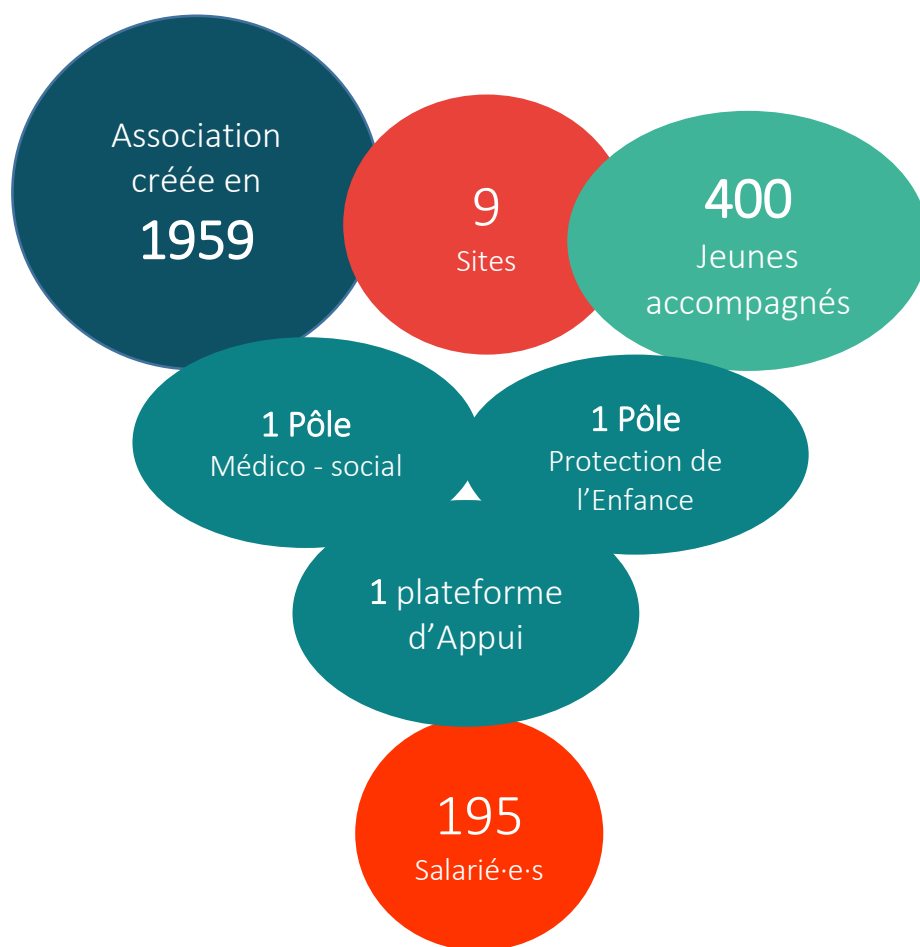 Association
créée en
1959
9
Sites
400
Jeunes
accompagnés
1 Pôle
Médico - social
1 Pôle
Protection de
l’Enfance
1 plateforme
d’Appui
195
Salarié·e·s